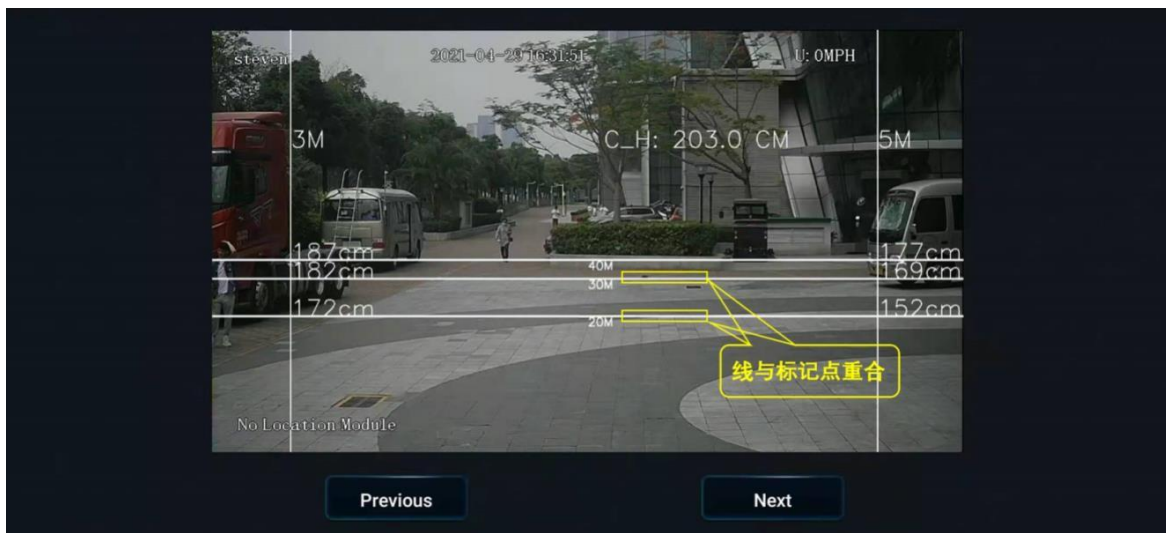 steven 2021-04-29 16:31:51 U: 0MPH
3M C_H: 203.0 CM 5M
187cm 40M 177cm
182cm 30M 169cm
172cm 20M 152cm
线与标记点重合
No Location Module
Previous Next